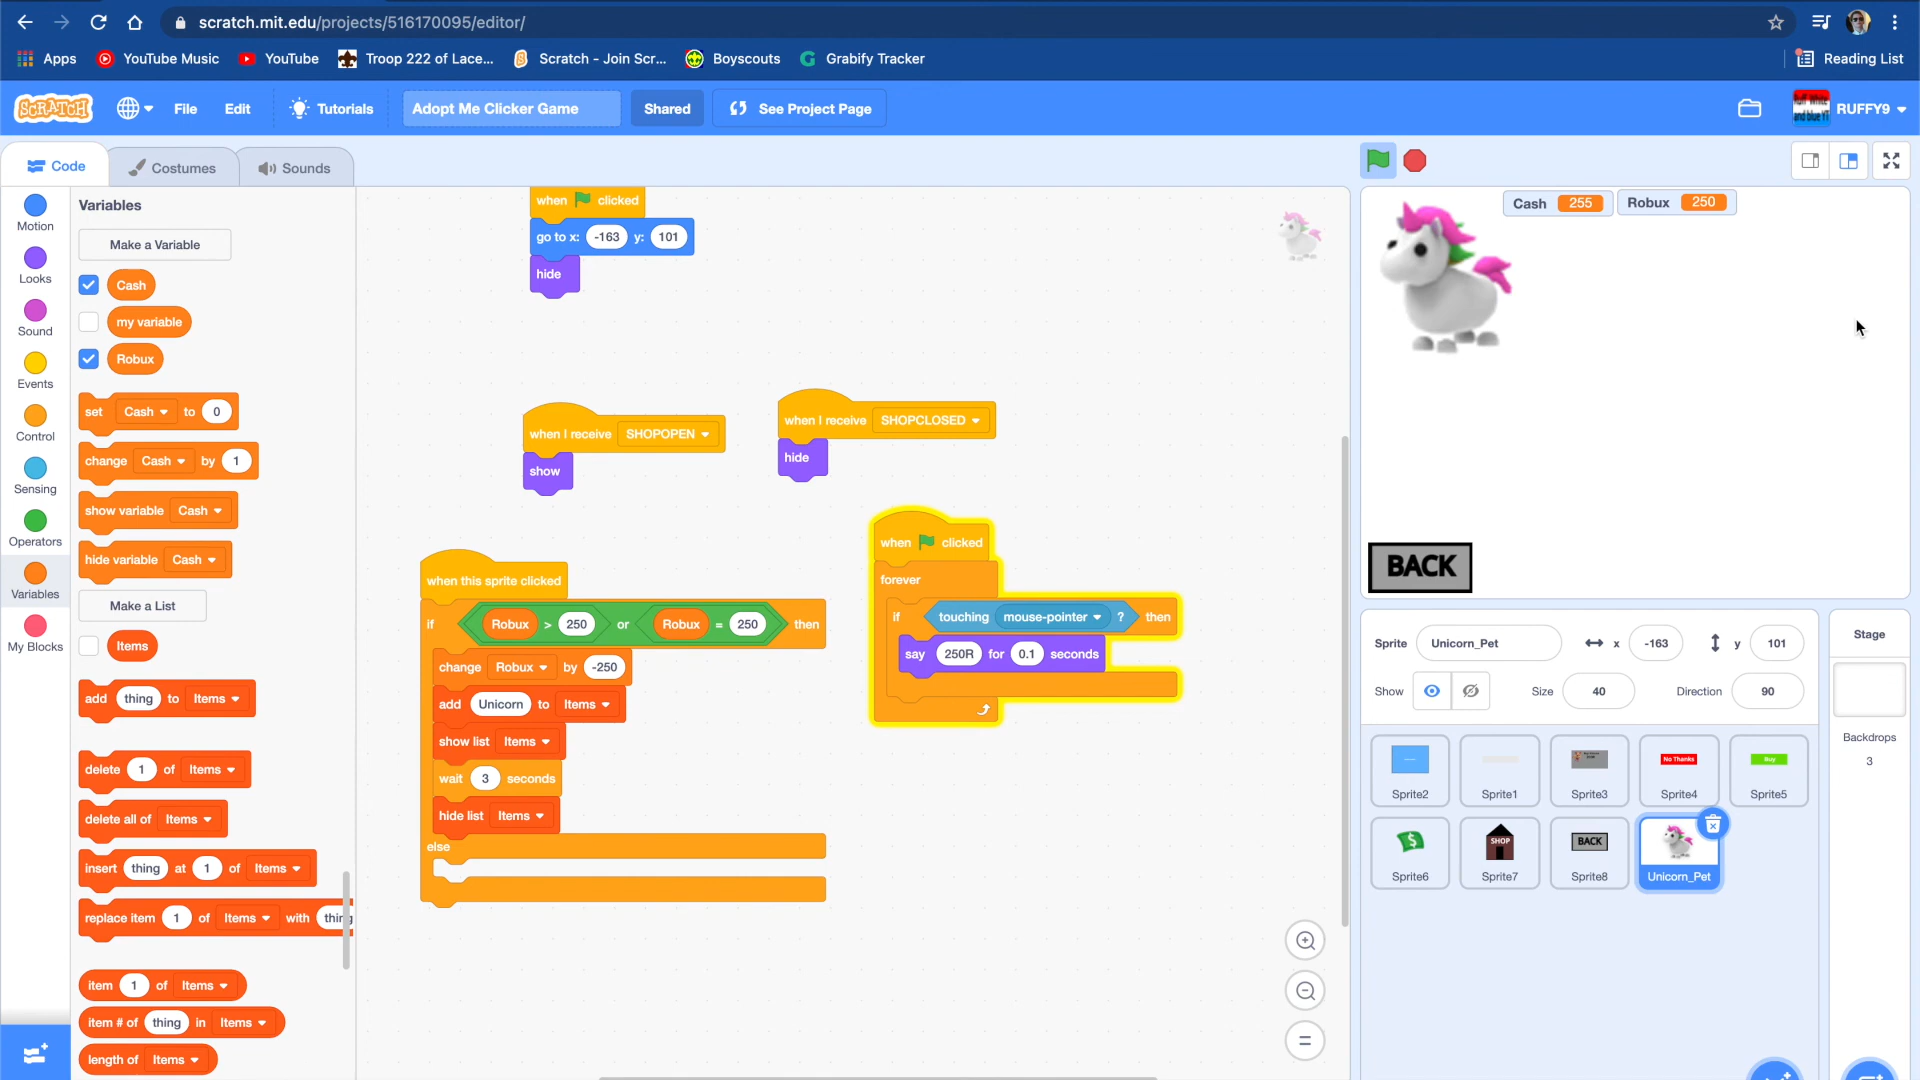 scratch.mit.edu/projects/516170095/editor/
Apps YouTube Music YouTube Troop 222 of Lace... Scratch - Join Scr... Boyscouts Grabify Tracker Reading List
SCRATCH File Edit Tutorials Adopt Me Clicker Game Shared See Project Page RUFFY9
Code Costumes Sounds
Motion
Looks
Sound
Events
Control
Sensing
Operators
Variables
My Blocks
Variables
Make a Variable
Cash
my variable
Robux
set Cash to 0
change Cash by 1
show variable Cash
hide variable Cash
Make a List
Items
add thing to Items
delete 1 of Items
delete all of Items
insert thing at 1 of Items
replace item 1 of Items with thing
item 1 of Items
item # of thing in Items
length of Items
when clicked
go to x: -163 y: 101
hide
when I receive SHOPOPEN
show
when I receive SHOPCLOSED
hide
when this sprite clicked
if Robux > 250 or Robux = 250 then
change Robux by -250
add Unicorn to Items
show list Items
wait 3 seconds
hide list Items
else
when clicked
forever
if touching mouse-pointer ? then
say 250R for 0.1 seconds
Cash 255 Robux 250
BACK
Sprite Unicorn_Pet x -163 y 101
Show Size 40 Direction 90
Stage
Backdrops
3
Sprite2 Sprite1 Sprite3
No Thanks
Sprite4
Buy
Sprite5
Sprite6
SHOP
Sprite7
BACK
Sprite8
Unicorn_Pet